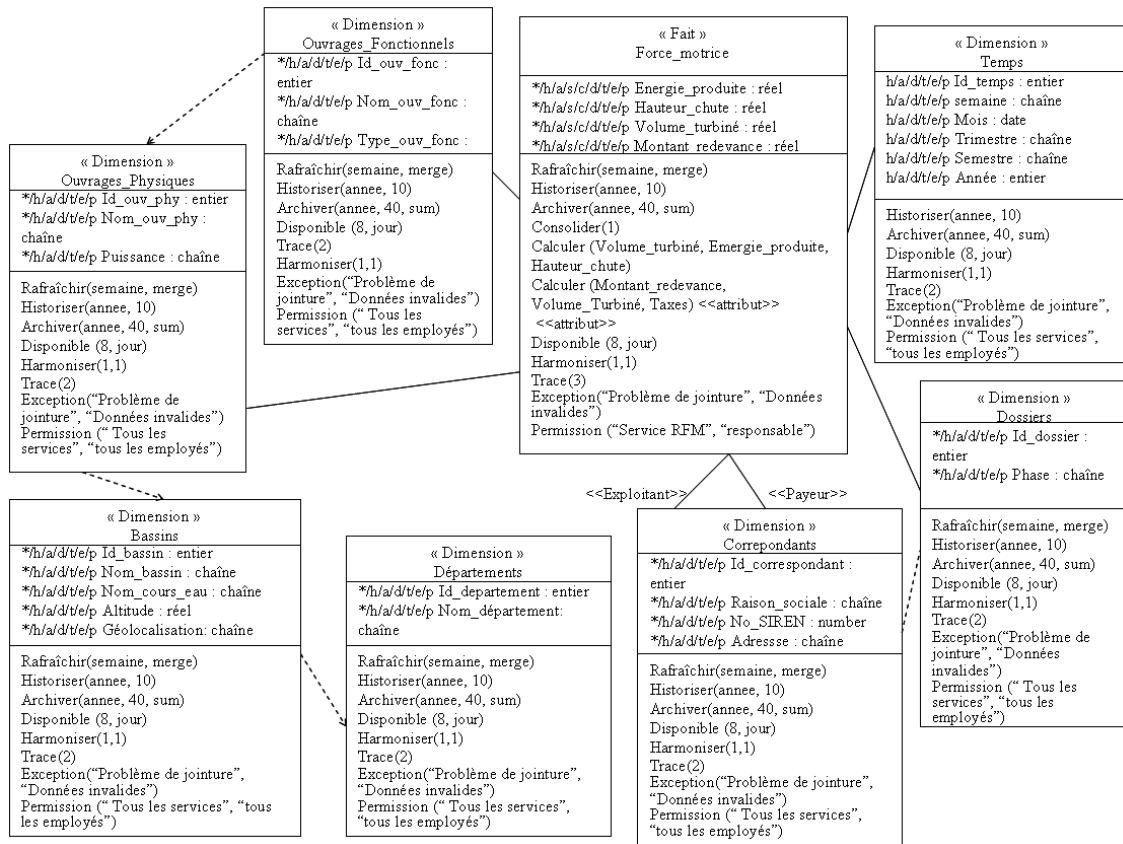 « Dimension »
Ouvrages_Fonctionnels
*/h/a/d/t/e/p Id_ouv_fonc :
entier
*/h/a/d/t/e/p Nom_ouv_fonc :
chaîne
*/h/a/d/t/e/p Type_ouv_fonc :
Rafraîchir(semaine, merge)
Historiser(annee, 10)
Archiver(annee, 40, sum)
Disponible (8, jour)
Trace(2)
Harmoniser(1,1)
Exception(“Problème de
jointure”, “Données invalides”)
Permission (“ Tous les
services”, “tous les employés”)
« Fait »
Force_motrice
*/h/a/s/c/d/t/e/p Energie_produite : réel
*/h/a/s/c/d/t/e/p Hauteur_chute : réel
*/h/a/s/c/d/t/e/p Volume_turbiné : réel
*/h/a/s/c/d/t/e/p Montant_redevance : réel
Rafraîchir(semaine, merge)
Historiser(annee, 10)
Archiver(annee, 40, sum)
Consolider(1)
Calculer (Volume_turbiné, Emergie_produite,
Hauteur_chute)
Calculer (Montant_redevance,
Volume_Turbiné, Taxes) <<attribut>>
<<attribut>>
Disponible (8, jour)
Harmoniser(1,1)
Trace(3)
Exception(“Problème de jointure”, “Données
invalides”)
Permission (“Service RFM”, “responsable”)
« Dimension »
Temps
h/a/d/t/e/p Id_temps : entier
h/a/d/t/e/p semaine : chaîne
h/a/d/t/e/p Mois : date
h/a/d/t/e/p Trimestre : chaîne
h/a/d/t/e/p Semestre : chaîne
h/a/d/t/e/p Année : entier
Historiser(annee, 10)
Archiver(annee, 40, sum)
Disponible (8, jour)
Harmoniser(1,1)
Trace(2)
Exception(“Problème de jointure”,
“Données invalides”)
Permission (“ Tous les services”,
“tous les employés”)
« Dimension »
Ouvrages_Physiques
*/h/a/d/t/e/p Id_ouv_phy : entier
*/h/a/d/t/e/p Nom_ouv_phy :
chaîne
*/h/a/d/t/e/p Puissance : chaîne
Rafraîchir(semaine, merge)
Historiser(annee, 10)
Archiver(annee, 40, sum)
Disponible (8, jour)
Harmoniser(1,1)
Trace(2)
Exception(“Problème de
jointure”, “Données invalides”)
Permission (“ Tous les
services”, “tous les employés”)
« Dimension »
Dossiers
*/h/a/d/t/e/p Id_dossier :
entier
*/h/a/d/t/e/p Phase : chaîne
Rafraîchir(semaine, merge)
Historiser(annee, 10)
Archiver(annee, 40, sum)
Disponible (8, jour)
Harmoniser(1,1)
Trace(2)
Exception(“Problème de
jointure”, “Données
invalides”)
Permission (“ Tous les
services”, “tous les
employés”)
<<Exploitant>>
<<Payeur>>
« Dimension »
Bassins
*/h/a/d/t/e/p Id_bassin : entier
*/h/a/d/t/e/p Nom_bassin : chaîne
*/h/a/d/t/e/p Nom_cours_eau : chaîne
*/h/a/d/t/e/p Altitude : réel
*/h/a/d/t/e/p Géolocalisation: chaîne
Rafraîchir(semaine, merge)
Historiser(annee, 10)
Archiver(annee, 40, sum)
Disponible (8, jour)
Harmoniser(1,1)
Trace(2)
Exception(“Problème de jointure”,
“Données invalides”)
Permission (“ Tous les services”, “tous
les employés”)
« Dimension »
Départements
*/h/a/d/t/e/p Id_departement : entier
*/h/a/d/t/e/p Nom_département:
chaîne
Rafraîchir(semaine, merge)
Historiser(annee, 10)
Archiver(annee, 40, sum)
Disponible (8, jour)
Harmoniser(1,1)
Trace(2)
Exception(“Problème de jointure”,
“Données invalides”)
Permission (“ Tous les services”,
“tous les employés”)
« Dimension »
Correpondants
*/h/a/d/t/e/p Id_correspondant :
entier
*/h/a/d/t/e/p Raison_sociale : chaîne
*/h/a/d/t/e/p No_SIREN : number
*/h/a/d/t/e/p Adressse : chaîne
Rafraîchir(semaine, merge)
Historiser(annee, 10)
Archiver(annee, 40, sum)
Disponible (8, jour)
Harmoniser(1,1)
Trace(2)
Exception(“Problème de jointure”,
“Données invalides”)
Permission (“ Tous les services”,
“tous les employés”)